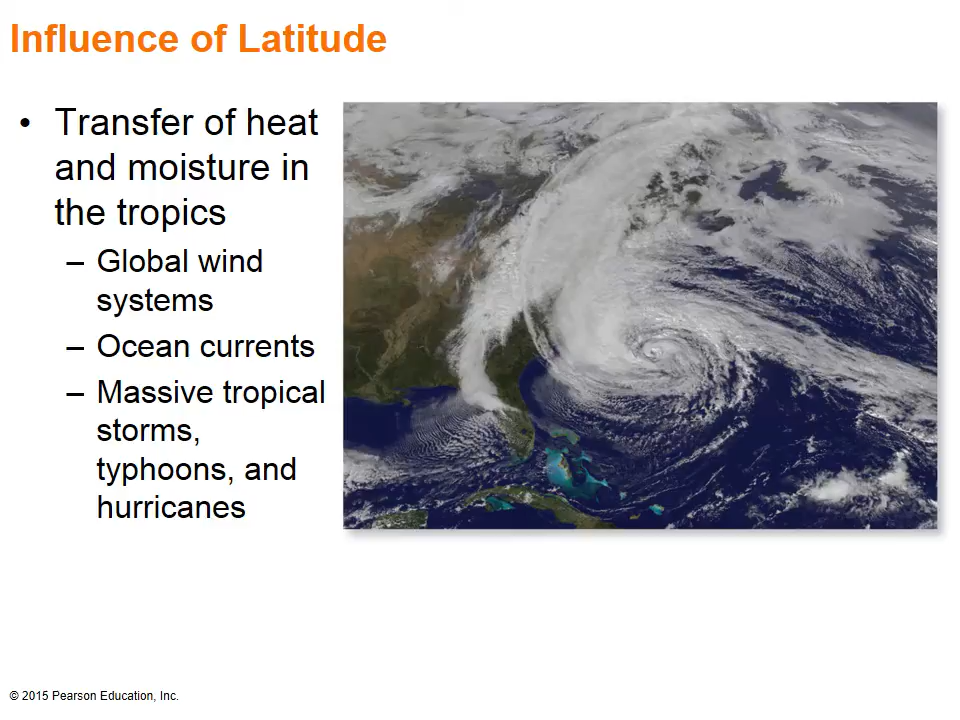 Influence of Latitude
• Transfer of heat
and moisture in
the tropics
– Global wind
systems
– Ocean currents
– Massive tropical
storms,
typhoons, and
hurricanes
© 2015 Pearson Education, Inc.